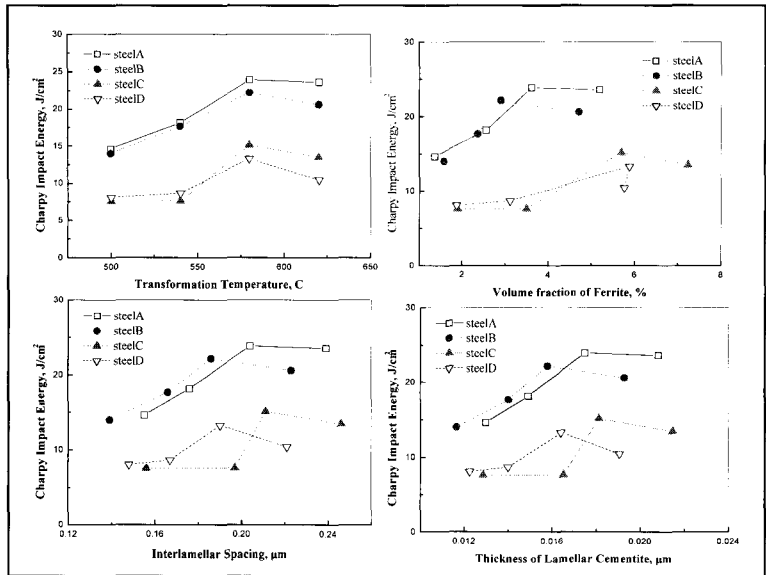 30
25
20
15
10
5
0
500
550
600
650
steelA
steelB
steelC
steelD
Charpy Impact Energy, J/cm²
Transformation Temperature, C
30
20
10
0
2
4
6
8
steelA
steelB
steelC
steelD
Charpy Impact Energy, J/cm²
Volume fraction of Ferrite, %
30
20
10
0
0.12
0.16
0.20
0.24
steelA
steelB
steelC
steelD
Charpy Impact Energy, J/cm²
Interlamellar Spacing, µm
30
20
10
0
0.012
0.016
0.020
0.024
steelA
steelB
steelC
steelD
Charpy Impact Energy, J/cm²
Thickness of Lamellar Cementite, µm